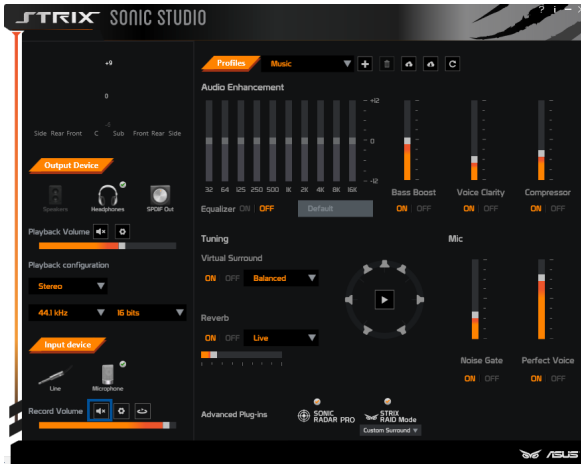 STRIX SONIC STUDIO
? i – x
Profiles Music
+9
Audio Enhancement
+12
0
0
Side Rear Front C Sub Front Rear Side
-12
32 64 125 250 500 1K 2K 4K 8K 16K
Bass Boost Voice Clarity Compressor
Output Device
Equalizer ON | OFF Default
ON | OFF ON | OFF ON | OFF
Speakers Headphones SPDIF Out
Playback Volume
Tuning
Mic
Virtual Surround
Playback configuration
ON OFF Balanced
Stereo
44.1 kHz 16 bits
Reverb
ON OFF Live
Input device
Noise Gate Perfect Voice
ON | OFF ON | OFF
Line Microphone
Record Volume
Advanced Plug-ins
SONIC
RADAR PRO
STRIX
RAID Mode
Custom Surround
ASUS